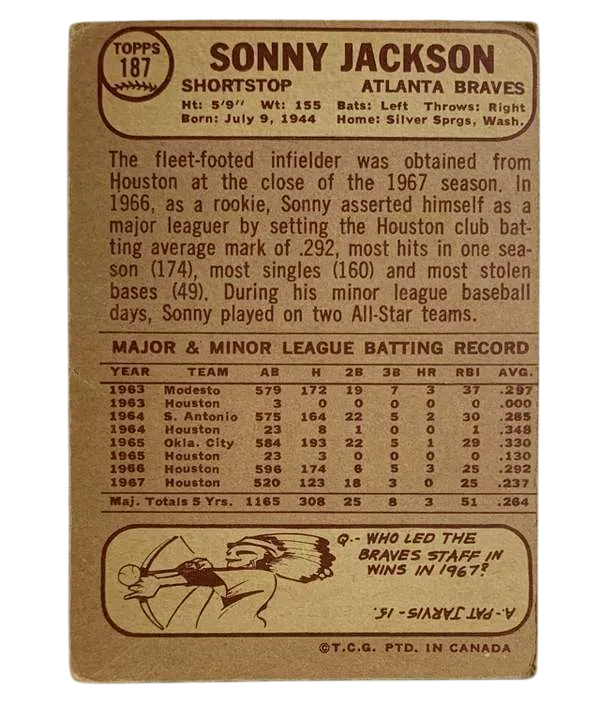 TOPPS
187
SONNY JACKSON
SHORTSTOP ATLANTA BRAVES
Ht: 5'9" Wt: 155 Bats: Left Throws: Right
Born: July 9, 1944 Home: Silver Sprgs, Wash.
The fleet-footed infielder was obtained from
Houston at the close of the 1967 season. In
1966, as a rookie, Sonny asserted himself as a
major leaguer by setting the Houston club bat-
ting average mark of .292, most hits in one sea-
son (174), most singles (160) and most stolen
bases (49). During his minor league baseball
days, Sonny played on two All-Star teams.
MAJOR & MINOR LEAGUE BATTING RECORD
YEAR TEAM AB H 2B 3B HR RBI AVG.
1963 Modesto 579 172 19 7 3 37 .297
1963 Houston 3 0 0 0 0 0 .000
1964 S. Antonio 575 164 22 5 2 30 .285
1964 Houston 23 8 1 0 0 1 .348
1965 Okla. City 584 193 22 5 1 29 .330
1965 Houston 23 3 0 0 0 0 .130
1966 Houston 596 174 6 5 3 25 .292
1967 Houston 520 123 18 3 0 25 .237
Maj. Totals 5 Yrs. 1165 308 25 8 3 51 .264
Q.- WHO LED THE
BRAVES STAFF IN
WINS IN 1967?
A.- PAT JARVIS - 15.
©T.C.G. PTD. IN CANADA